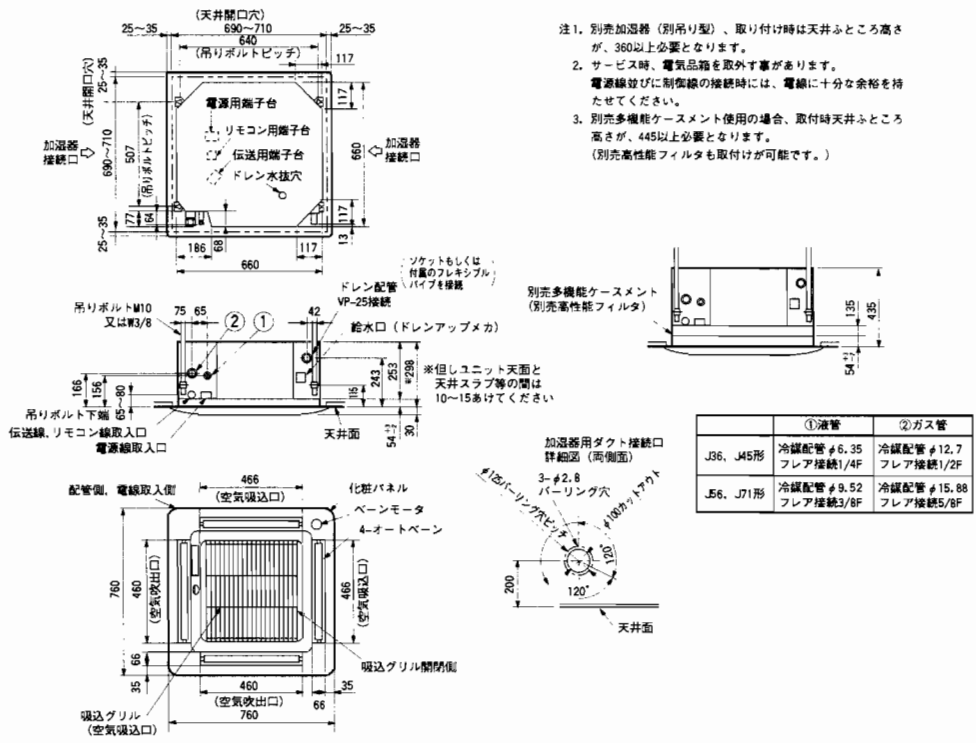 (天井開口穴)
25〜35 690〜710 25〜35
640
(吊りボルトピッチ)
117
25〜35
(天井開口穴)
690〜710
507
(吊りボルトピッチ)
電源用端子台
リモコン用端子台
伝送用端子台
ドレン水抜穴
加湿器
接続口
加湿器
接続口
117
660
117
13
77
64
25〜35
186
68
117
660
注1. 別売加湿器(別吊り型)、取り付け時は天井ふところ高さ
が、360以上必要となります。
2. サービス時、電気品箱を取外す事があります。
電源線並びに制御線の接続時には、電線に十分な余裕を持
たせてください。
3. 別売多機能ケースメント使用の場合、取付時天井ふところ
高さが、445以上必要となります。
(別売高性能フィルタも取付けが可能です。)
ソケットもしくは
付属のフレキシブル
パイプを接続
ドレン配管
VP-25接続
吊りボルトM10
又はW3/8
75 65
② ①
42
給水口(ドレンアップメカ)
166
156
65〜80
115
243
253
※298
54
30
※但しユニット天面と
天井スラブ等の間は
10〜15あけてください
吊りボルト下端
伝送線,リモコン線取入口
電源線取入口
天井面
別売多機能ケースメント
(別売高性能フィルタ)
135
435
54
①液管 ②ガス管
J36、J45形 冷媒配管φ6.35 冷媒配管φ12.7
フレア接続1/4F フレア接続1/2F
J56、J71形 冷媒配管φ9.52 冷媒配管φ15.88
フレア接続3/8F フレア接続5/8F
加湿器用ダクト接続口
詳細図(両側面)
3-φ2.8
バーリング穴
φ125バーリング穴ピッチ
φ100カットアウト
120°
120°
200
天井面
配管側、電線取入側
466
(空気吸込口)
化粧パネル
ベーンモータ
4-オートベーン
760
460
(空気吹出口)
466
(空気吸込口)
66
35
吸込グリル開閉側
460
(空気吹出口)
35
66
760
吸込グリル
(空気吸込口)